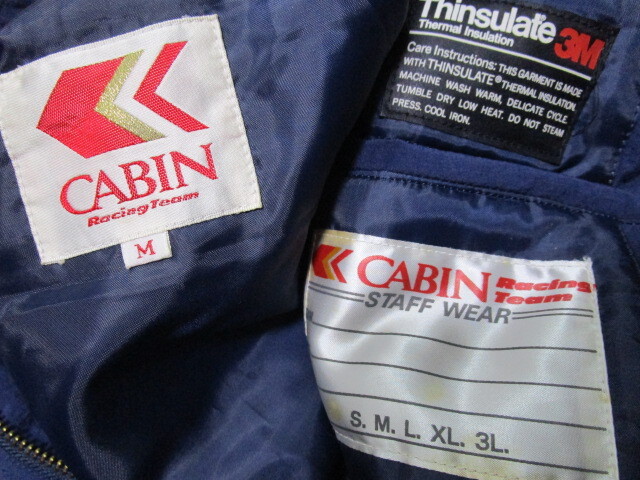 CABIN
Racing Team
M
Thinsulate 3M
Thermal Insulation
Care Instructions: THIS GARMENT IS MADE
WITH THINSULATE® THERMAL INSULATION
MACHINE WASH WARM, DELICATE CYCLE
TUMBLE DRY LOW HEAT. DO NOT STEAM
PRESS. COOL IRON.
CABIN Racing
Team
STAFF WEAR
S. M. L. XL. 3L.